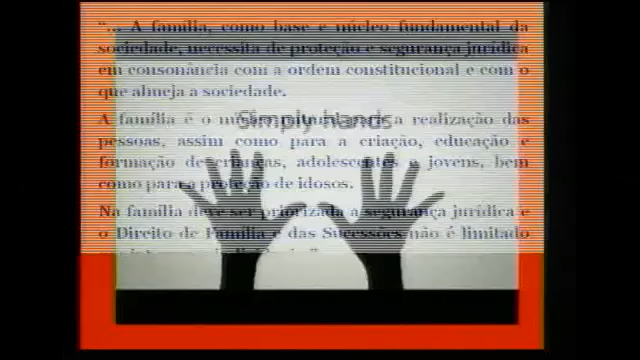 “... A família, como base e núcleo fundamental da
sociedade, necessita de proteção e segurança jurídica
em consonância com a ordem constitucional e com o
que almeja a sociedade.
A família é o a realização das
Simply hands
pessoas, assim como para a criação, educação e
formação de crianças, adolescentes e jovens, bem
como para a proteção de idosos.
Na família deve ser priorizada a segurança jurídica e
o Direito de Família e das Sucessões não é limitado